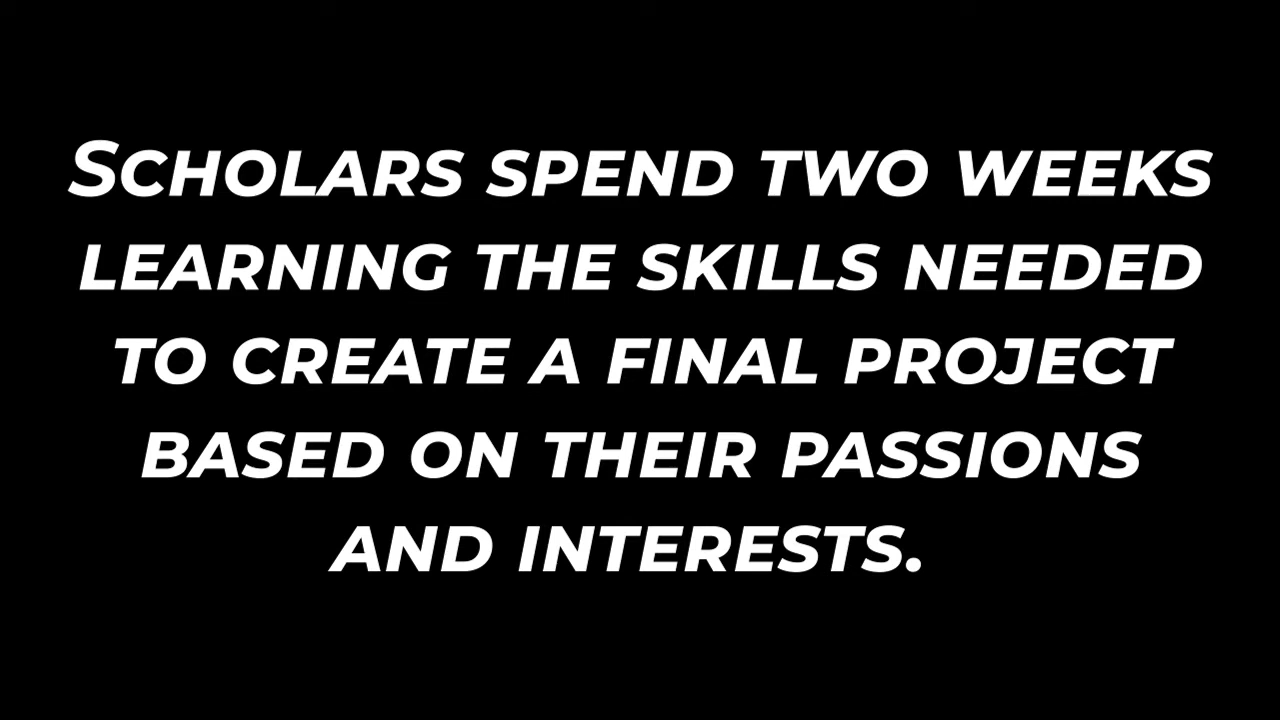 Scholars spend two weeks
learning the skills needed
to create a final project
based on their passions
and interests.